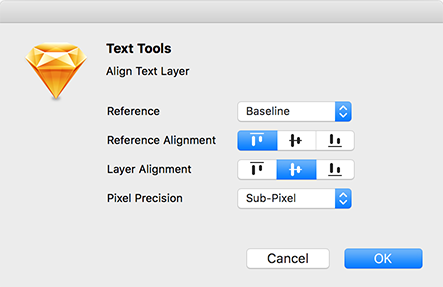 Text Tools
Align Text Layer
Reference Baseline
Reference Alignment
Layer Alignment
Pixel Precision Sub-Pixel
Cancel OK